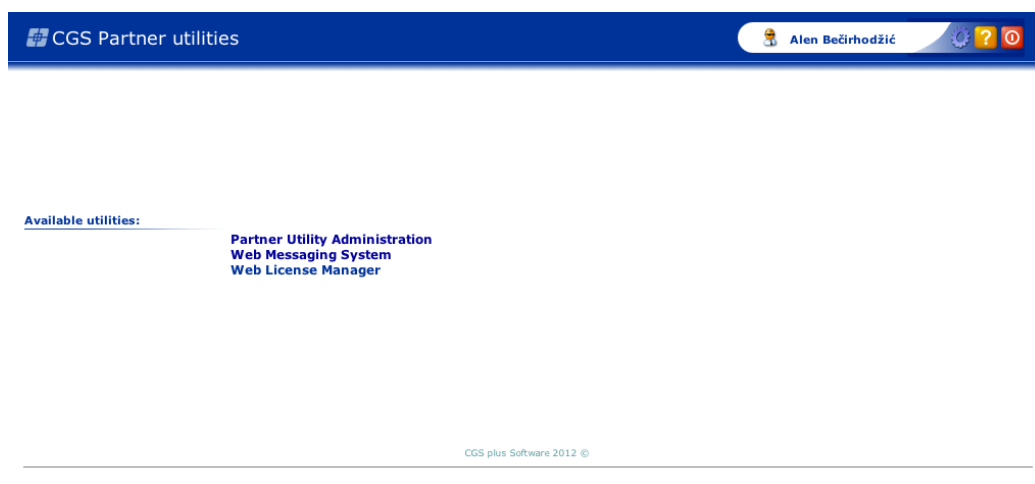 CGS Partner utilities
Alen Bečirhodžić
?
Available utilities:
Partner Utility Administration
Web Messaging System
Web License Manager
CGS plus Software 2012 ©